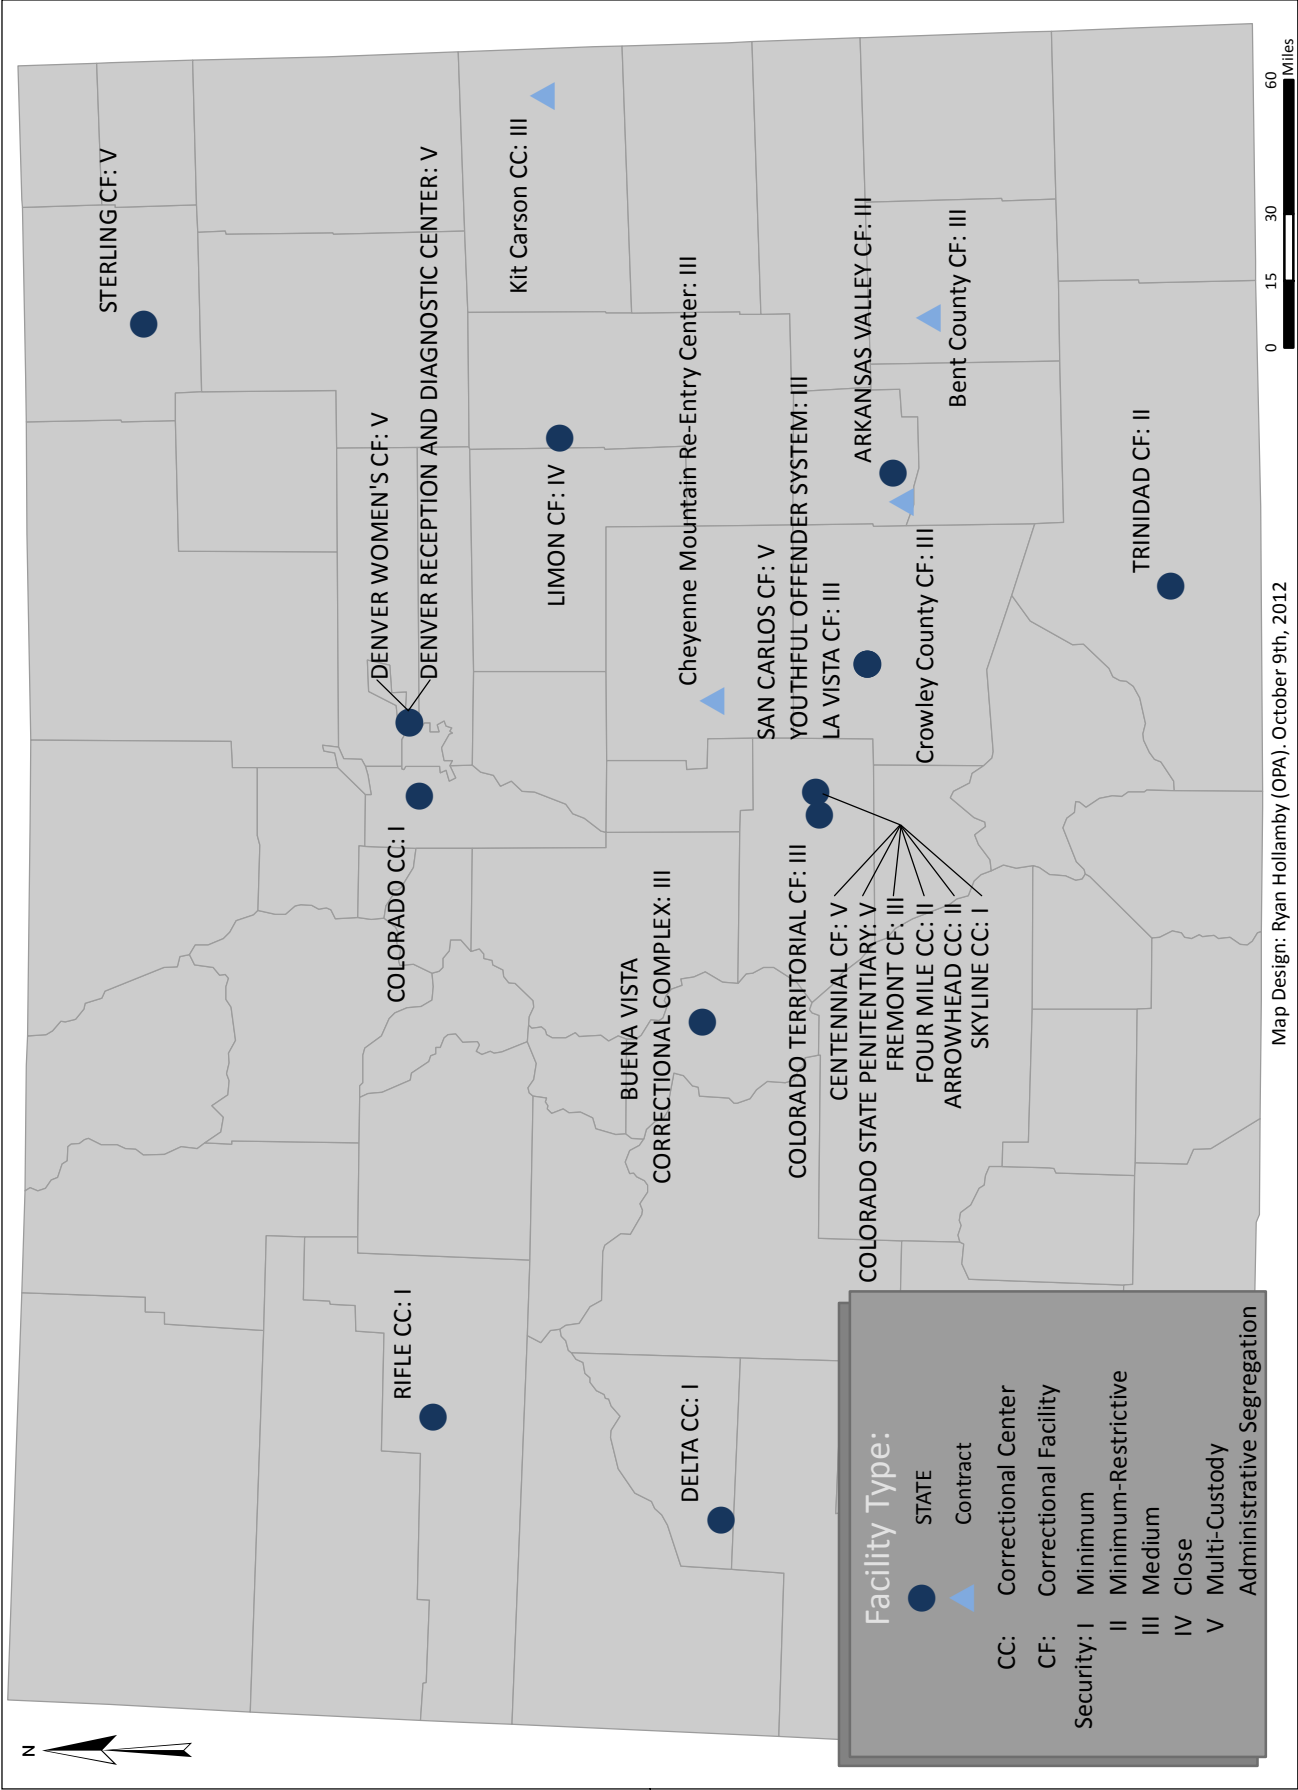 N
STERLING CF: V
DENVER WOMEN'S CF: V
DENVER RECEPTION AND DIAGNOSTIC CENTER: V
COLORADO CC: I
RIFLE CC: I
Kit Carson CC: III
LIMON CF: IV
BUENA VISTA
CORRECTIONAL COMPLEX: III
DELTA CC: I
Cheyenne Mountain Re-Entry Center: III
SAN CARLOS CF: V
YOUTHFUL OFFENDER SYSTEM: III
LA VISTA CF: III
COLORADO TERRITORIAL CF: III
CENTENNIAL CF: V
COLORADO STATE PENITENTIARY: V
FREMONT CF: III
FOUR MILE CC: II
ARROWHEAD CC: II
SKYLINE CC: I
ARKANSAS VALLEY CF: III
Crowley County CF: III
Bent County CF: III
TRINIDAD CF: II
Facility Type:
STATE
Contract
CC: Correctional Center
CF: Correctional Facility
Security: I Minimum
II Minimum-Restrictive
III Medium
IV Close
V Multi-Custody
Administrative Segregation
Map Design: Ryan Hollamby (OPA). October 9th, 2012
0 15 30 60
Miles